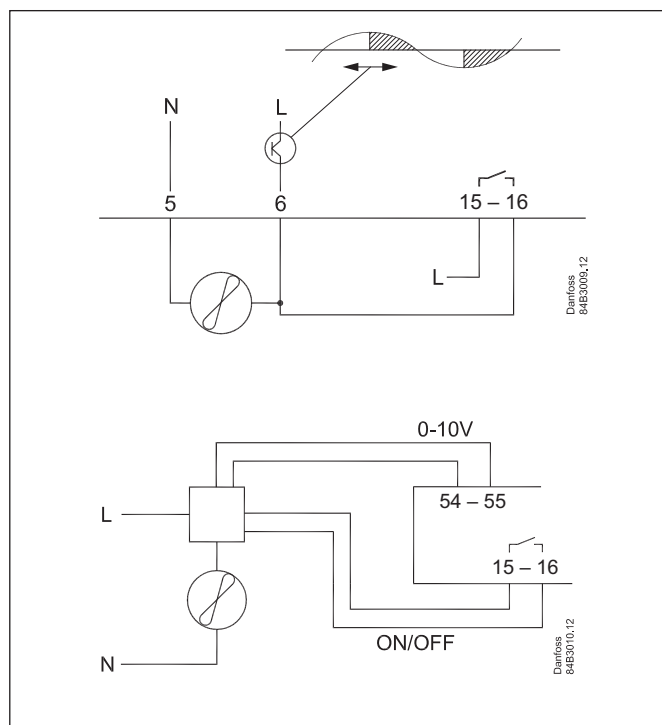 N
L
5
6
15 – 16
L
Danfoss
84B3009.12
0-10V
54 – 55
L
15 – 16
ON/OFF
N
Danfoss
84B3010.12